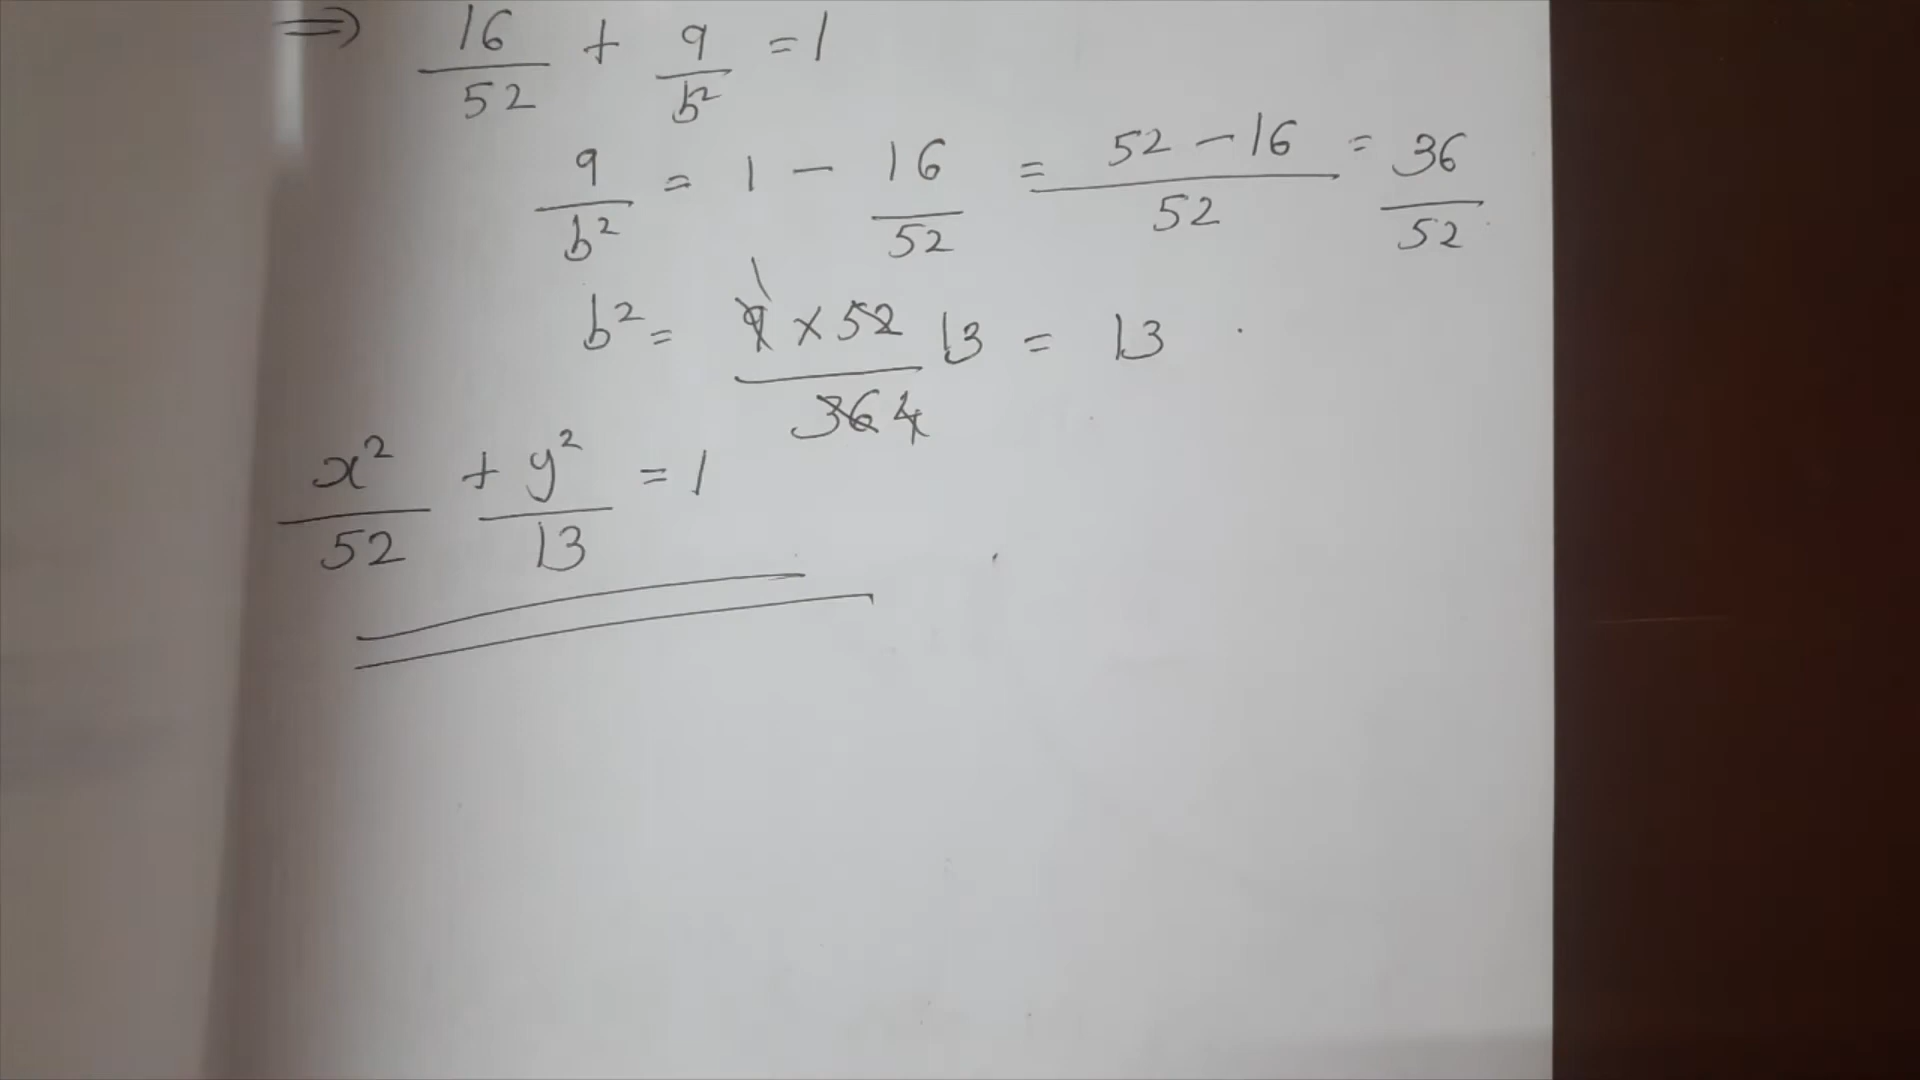 ⇒ 16/52 + 9/b² = 1
9/b² = 1 − 16/52 = (52 − 16)/52 = 36/52
b² = (9 × 52)/36 = 13
x²/52 + y²/13 = 1